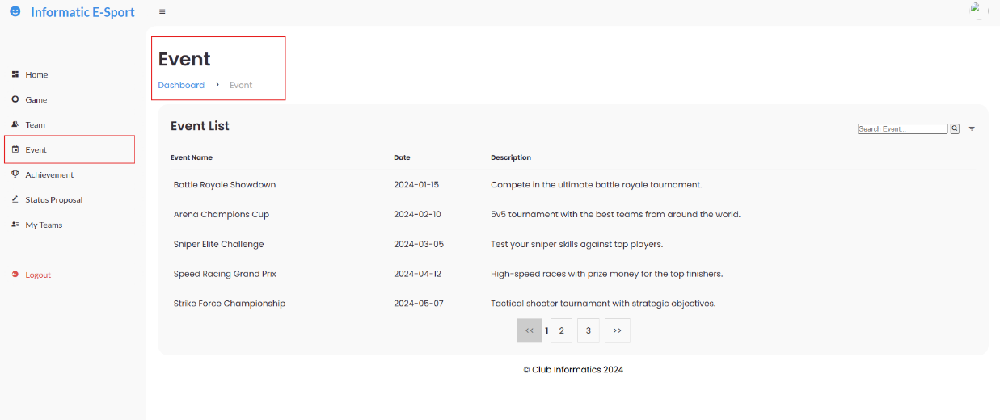 Informatic E-Sport
Home
Game
Team
Event
Achievement
Status Proposal
My Teams
Logout
Event
Dashboard > Event
Event List
Search Event...
Event Name Date Description
Battle Royale Showdown 2024-01-15 Compete in the ultimate battle royale tournament.
Arena Champions Cup 2024-02-10 5v5 tournament with the best teams from around the world.
Sniper Elite Challenge 2024-03-05 Test your sniper skills against top players.
Speed Racing Grand Prix 2024-04-12 High-speed races with prize money for the top finishers.
Strike Force Championship 2024-05-07 Tactical shooter tournament with strategic objectives.
<< 1 2 3 >>
© Club Informatics 2024